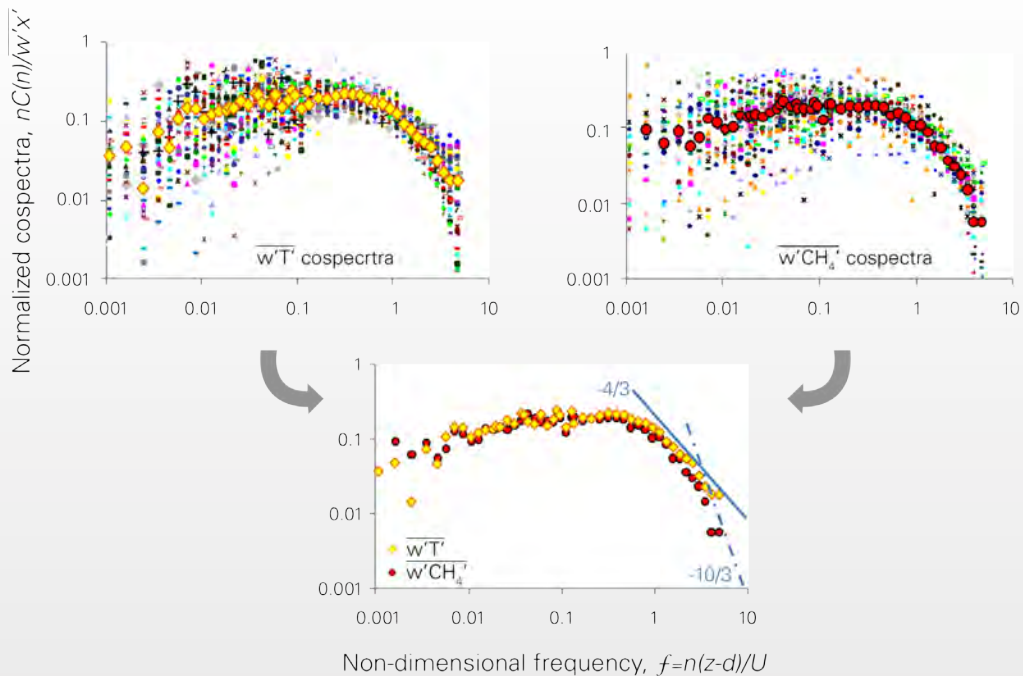 Normalized cospectra, nC(n)/w'x'
1
0.1
0.01
0.001
0.001 0.01 0.1 1 10
w'T' cospecrtra
1
0.1
0.01
0.001
0.001 0.01 0.1 1 10
w'CH₄' cospectra
1
0.1
0.01
0.001
0.001 0.01 0.1 1 10
-4/3
-10/3
w'T'
w'CH₄'
Non-dimensional frequency, f=n(z-d)/U